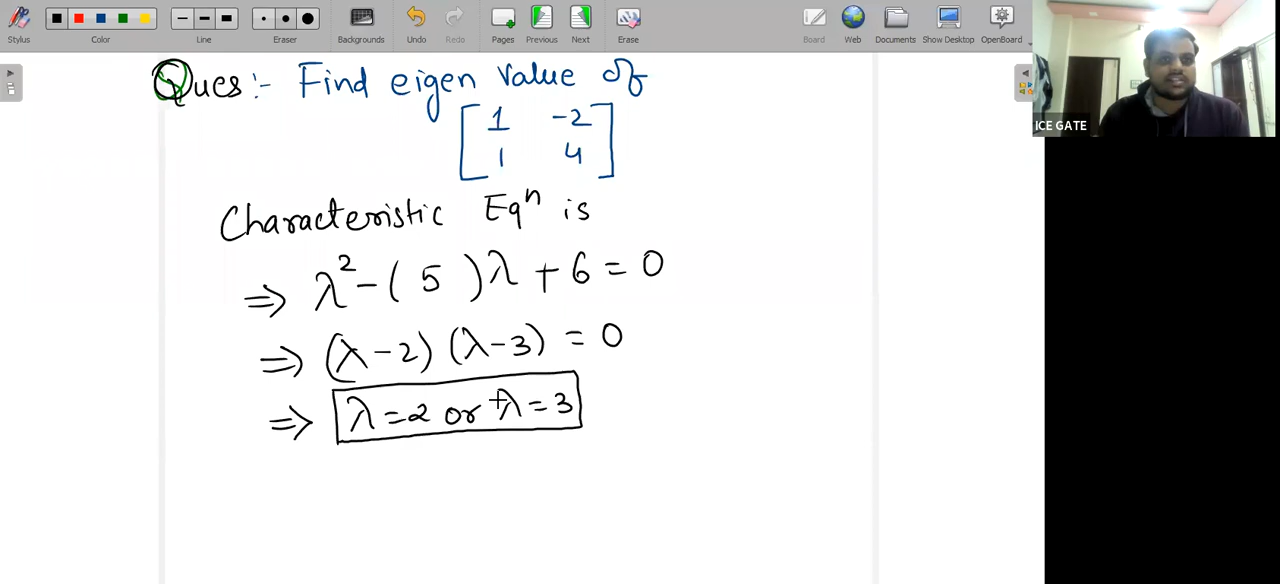 Stylus Color Line Eraser Backgrounds Undo Redo Pages Previous Next Erase Board Web Documents Show Desktop OpenBoard
ICE GATE
Ques :- Find eigen value of
[1 -2
1 4]
Characteristic Eqⁿ is
⇒ λ² - ( 5 ) λ + 6 = 0
⇒ (λ - 2) (λ - 3) = 0
⇒ λ = 2 or λ = 3